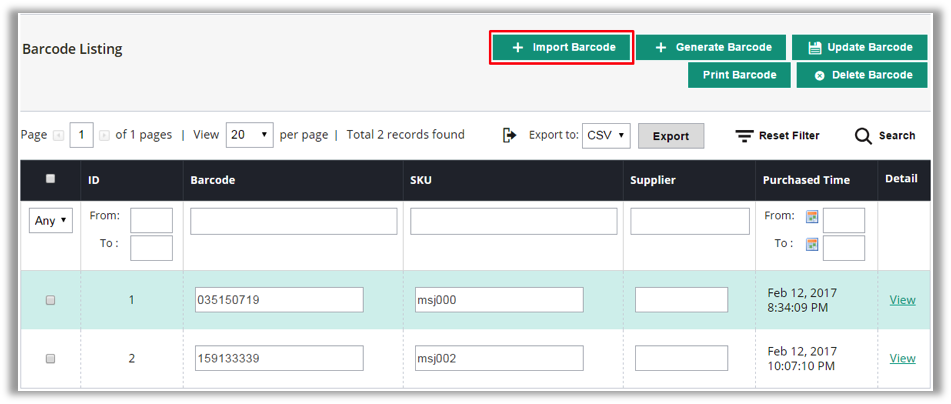 Barcode Listing
Import Barcode Generate Barcode Update Barcode
Print Barcode Delete Barcode
Page 1 of 1 pages | View 20 per page | Total 2 records found Export to: CSV Export Reset Filter Search
ID Barcode SKU Supplier Purchased Time Detail
Any From: From:
To : To :
1 035150719 msj000 Feb 12, 2017 View
8:34:09 PM
2 159133339 msj002 Feb 12, 2017 View
10:07:10 PM